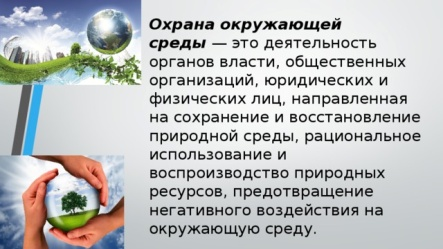 Охрана окружающей
среды — это деятельность
органов власти, общественных
организаций, юридических и
физических лиц, направленная
на сохранение и восстановление
природной среды, рациональное
использование и
воспроизводство природных
ресурсов, предотвращение
негативного воздействия на
окружающую среду.